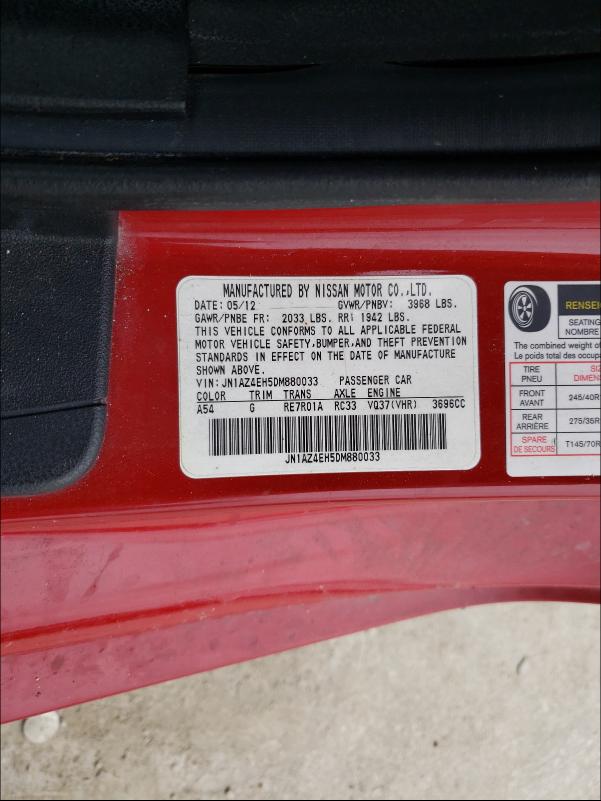 MANUFACTURED BY NISSAN MOTOR CO.,LTD.
DATE: 05/12 GVWR/PNBV: 3968 LBS.
GAWR/PNBE FR: 2033 LBS. RR: 1942 LBS.
THIS VEHICLE CONFORMS TO ALL APPLICABLE FEDERAL
MOTOR VEHICLE SAFETY,BUMPER,AND THEFT PREVENTION
STANDARDS IN EFFECT ON THE DATE OF MANUFACTURE
SHOWN ABOVE.
VIN: JN1AZ4EH5DM880033 PASSENGER CAR
COLOR TRIM TRANS AXLE ENGINE
A54 G RE7R01A RC33 VQ37(VHR) 3696CC
JN1AZ4EH5DM880033
SEATING
NOMBRE
The combined weight of
Le poids total des
TIRE
PNEU
FRONT
AVANT
245/40R
REAR
ARRIÈRE
275/35R
SPARE
DE SECOURS
T145/70R